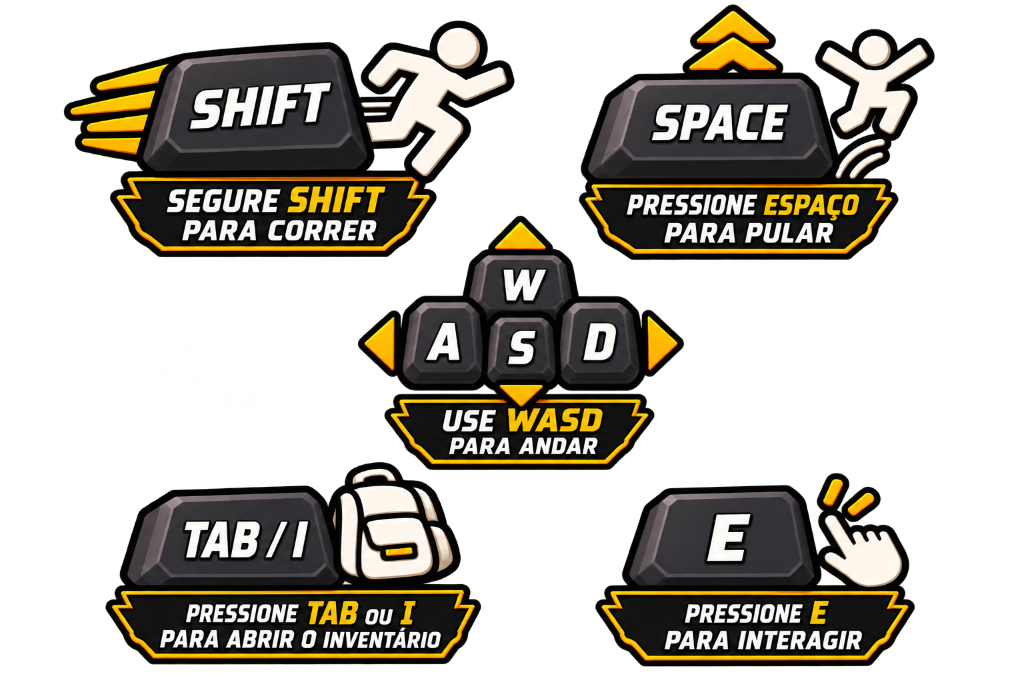 SHIFT
SEGURE SHIFT
PARA CORRER
SPACE
PRESSIONE ESPAÇO
PARA PULAR
W
A S D
USE WASD
PARA ANDAR
TAB / I
PRESSIONE TAB OU I
PARA ABRIR O INVENTÁRIO
E
PRESSIONE E
PARA INTERAGIR